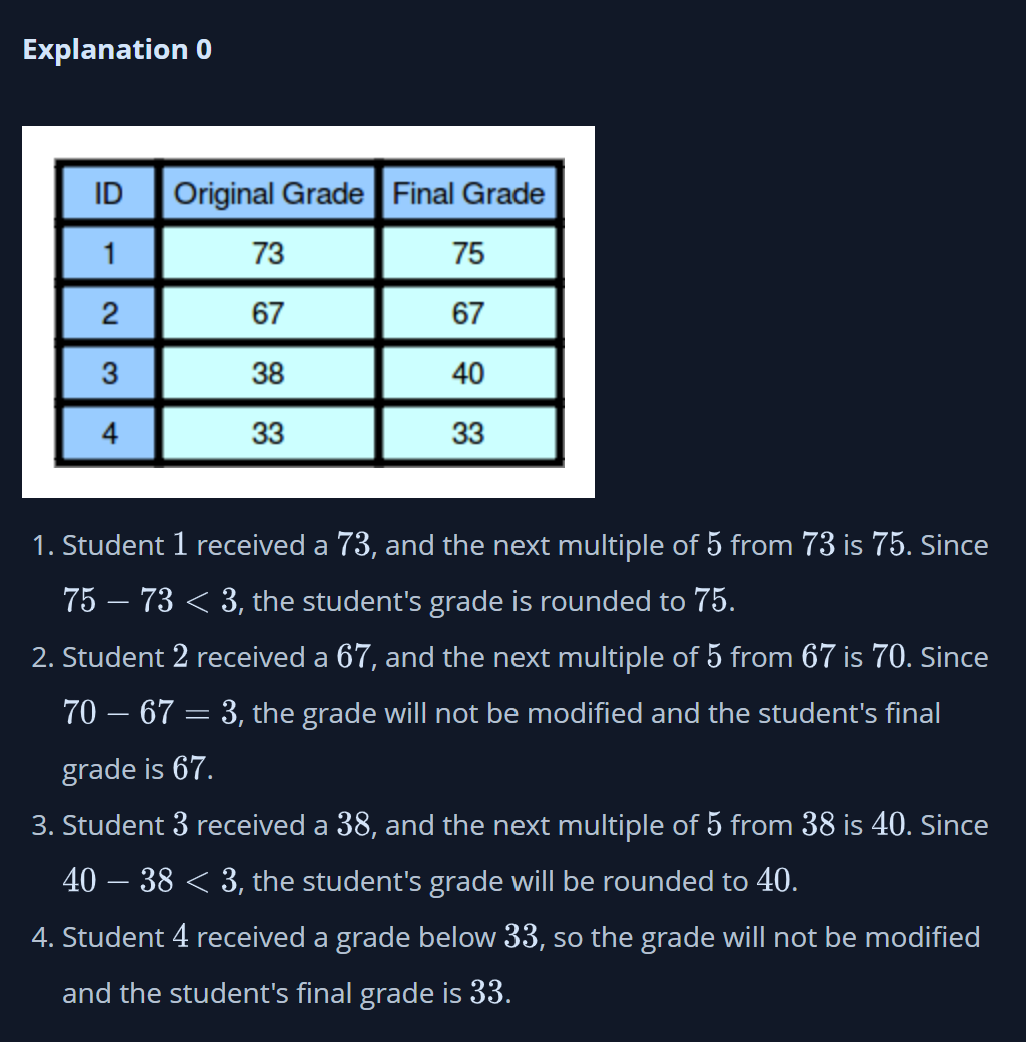 Explanation 0
ID Original Grade Final Grade
1 73 75
2 67 67
3 38 40
4 33 33
1. Student 1 received a 73, and the next multiple of 5 from 73 is 75. Since
75 − 73 < 3, the student's grade is rounded to 75.
2. Student 2 received a 67, and the next multiple of 5 from 67 is 70. Since
70 − 67 = 3, the grade will not be modified and the student's final
grade is 67.
3. Student 3 received a 38, and the next multiple of 5 from 38 is 40. Since
40 − 38 < 3, the student's grade will be rounded to 40.
4. Student 4 received a grade below 33, so the grade will not be modified
and the student's final grade is 33.